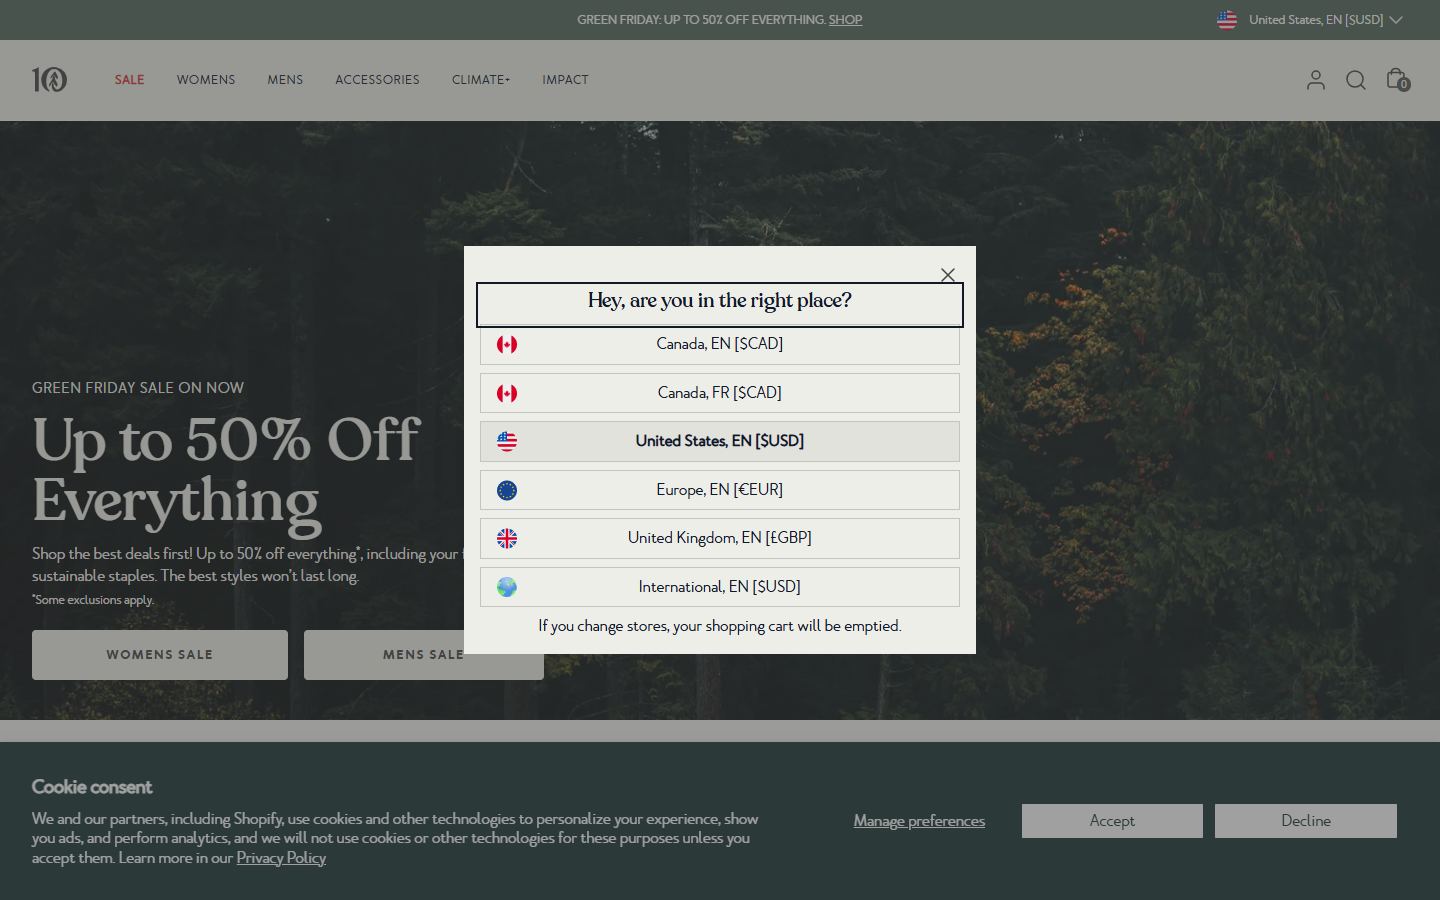 GREEN FRIDAY: UP TO 50% OFF EVERYTHING. SHOP
United States, EN [$USD]
10
SALE
WOMENS
MENS
ACCESSORIES
CLIMATE+
IMPACT
0
Hey, are you in the right place?
Canada, EN [$CAD]
Canada, FR [$CAD]
United States, EN [$USD]
Europe, EN [€EUR]
United Kingdom, EN [£GBP]
International, EN [$USD]
If you change stores, your shopping cart will be emptied.
GREEN FRIDAY SALE ON NOW
Up to 50% Off
Everything
Shop the best deals first! Up to 50% off everything*, including your
sustainable staples. The best styles won't last long.
*Some exclusions apply.
WOMENS SALE
MENS SALE
Cookie consent
We and our partners, including Shopify, use cookies and other technologies to personalize your experience, show
you ads, and perform analytics, and we will not use cookies or other technologies for these purposes unless you
accept them. Learn more in our Privacy Policy
Manage preferences
Accept
Decline